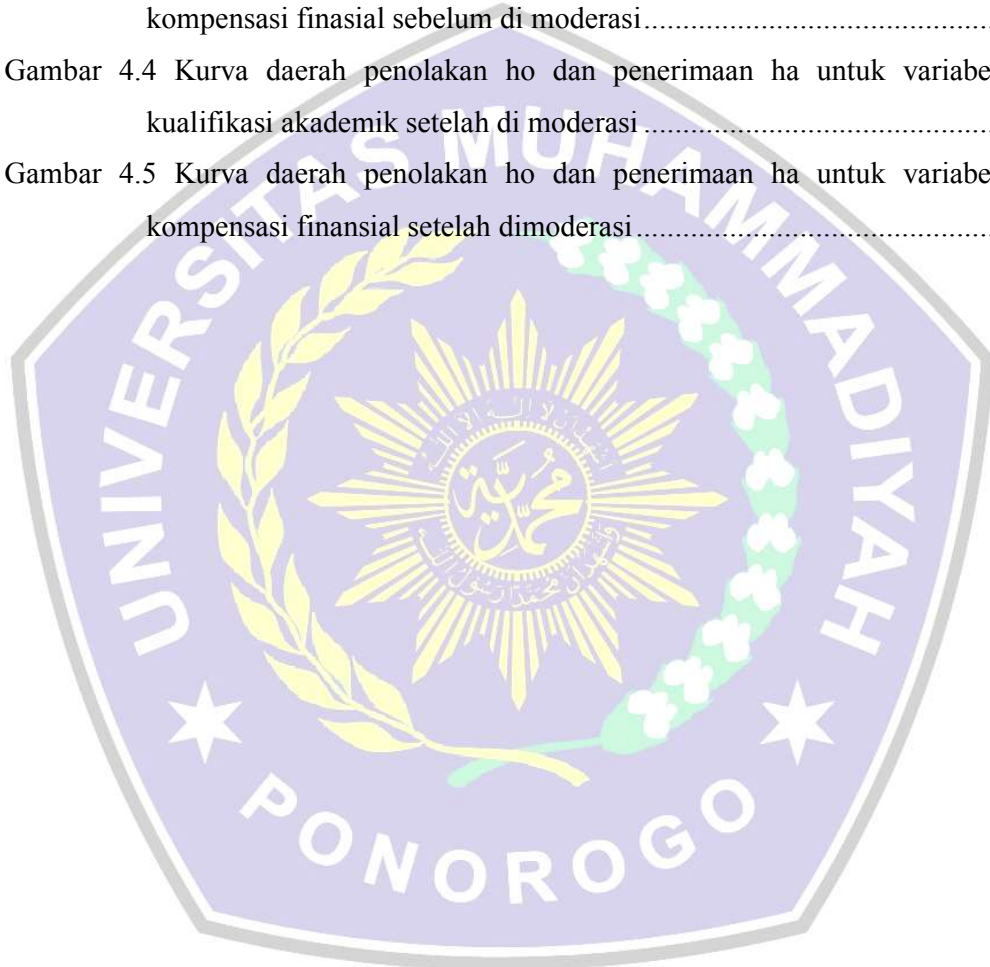 kompensasi finasial sebelum di moderasi....................................................
Gambar 4.4 Kurva daerah penolakan ho dan penerimaan ha untuk variabe
kualifikasi akademik setelah di moderasi....................................................
Gambar 4.5 Kurva daerah penolakan ho dan penerimaan ha untuk variabe
kompensasi finansial setelah dimoderasi....................................................
UNIVERSITAS MUHAMMADIYAH
محمدية
PONOROGO